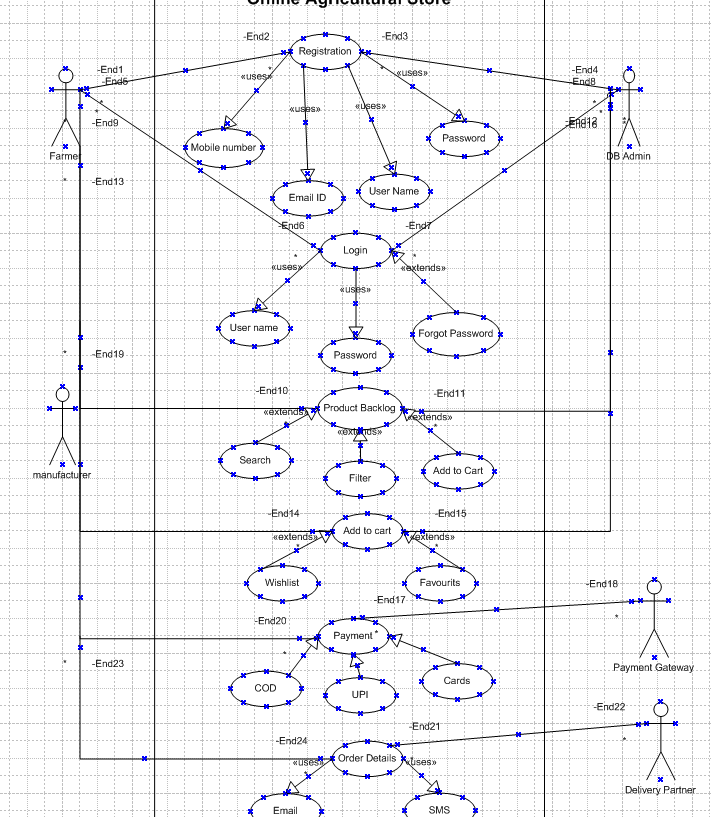 Online Agricultural Store
-End2
-End3
Registration
-End1
-End4
-End5
-End8
*
«uses»
*
«uses»
«uses»
«uses»
*
*
*
*
-End9
-End12
-End16
*
Farmer
DB Admin
Mobile number
Password
*
-End13
Email ID
User Name
-End6
-End7
Login
*
«uses»
*
«extends»
«uses»
User name
Forgot Password
*
-End19
Password
-End10
-End11
Product Backlog
«extends»
*
«extends»
«extends»
*
manufacturer
Search
Filter
Add to Cart
-End14
-End15
Add to cart
«extends»
*
«extends»
*
Wishlist
Favourits
-End18
-End17
*
-End20
Payment
*
*
*
-End23
Payment Gateway
COD
UPI
Cards
-End22
-End21
-End24
*
Order Details
«uses»
*
«uses»
*
Delivery Partner
Email
SMS